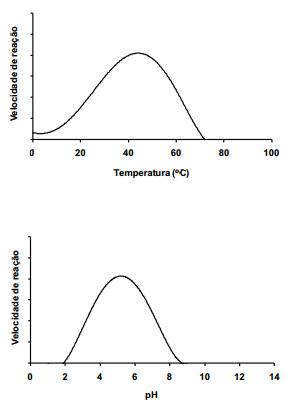 Velocidade de reação
0 20 40 60 80 100
Temperatura (ºC)
Velocidade de reação
0 2 4 6 8 10 12 14
pH